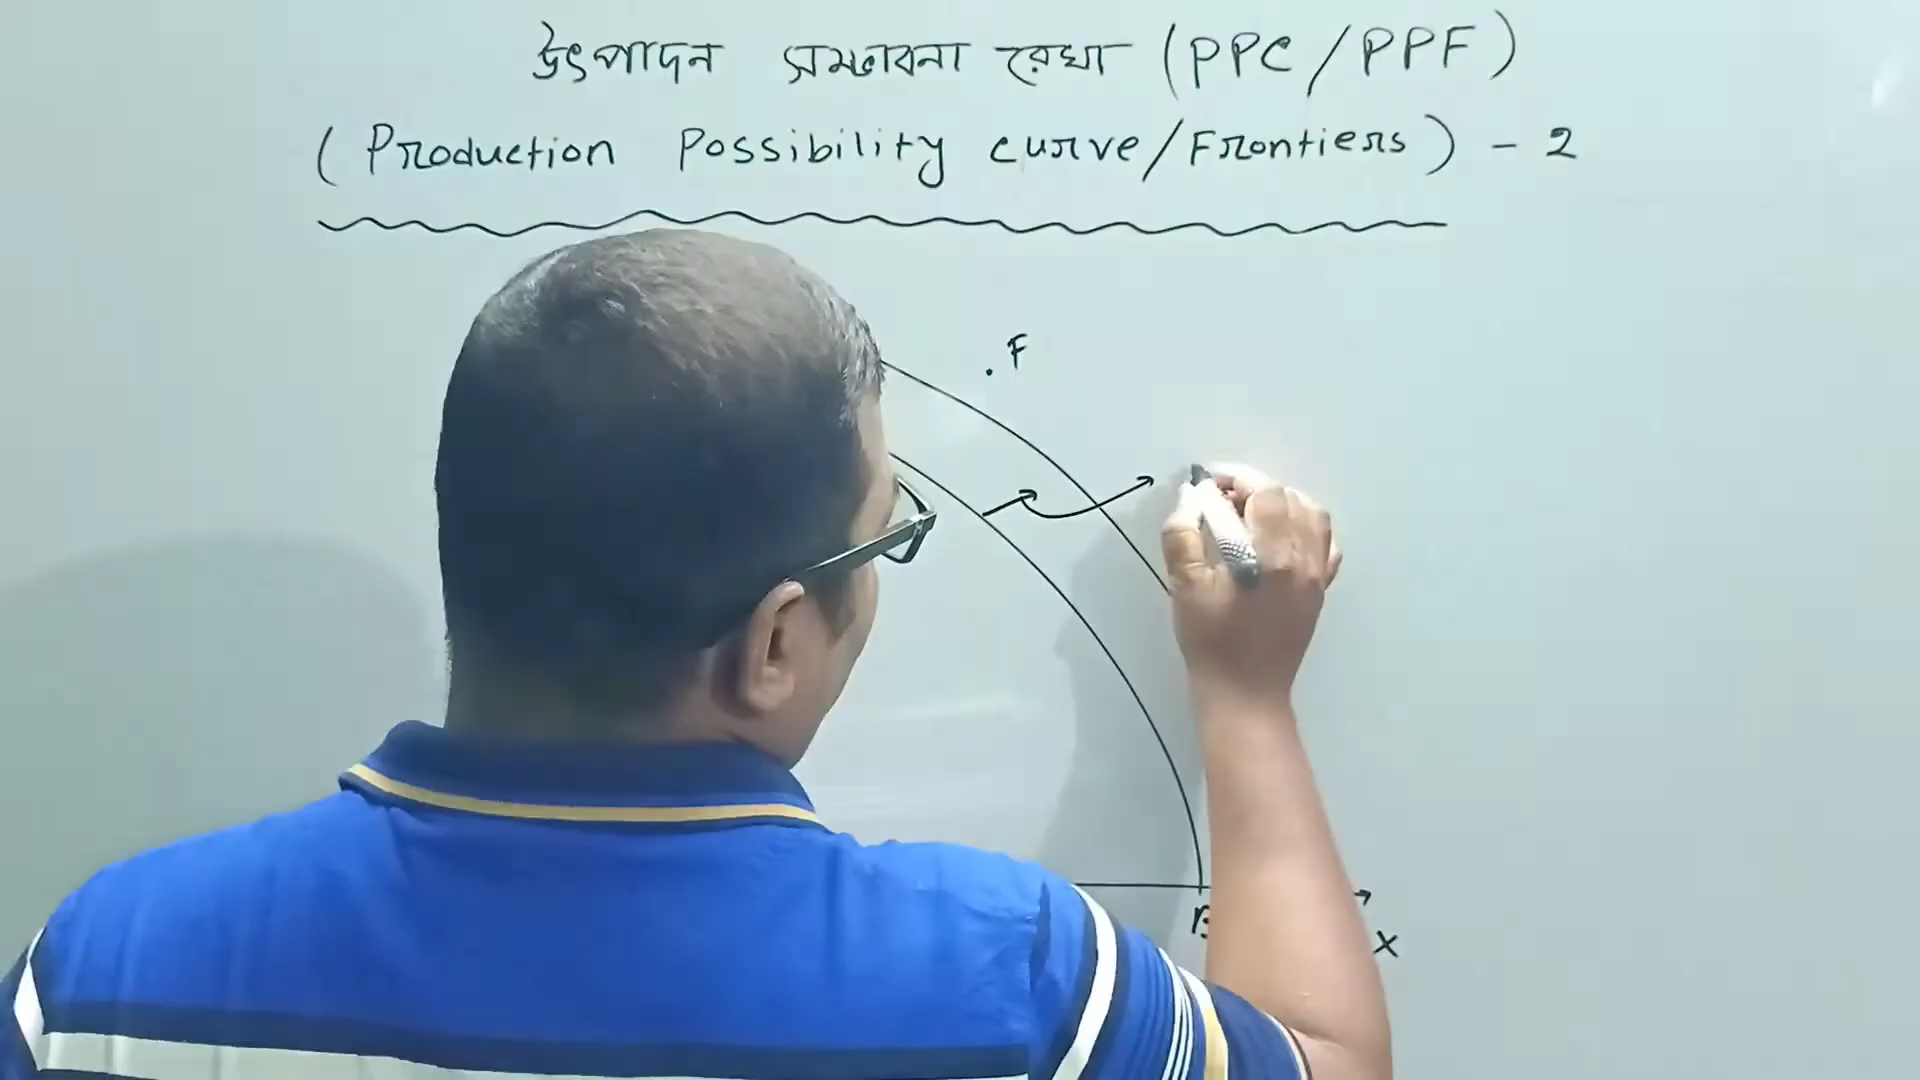 উৎপাদন সম্ভাবনা রেখা (PPC/PPF)
(Production Possibility curve/Frontiers) - 2
. F
B
X